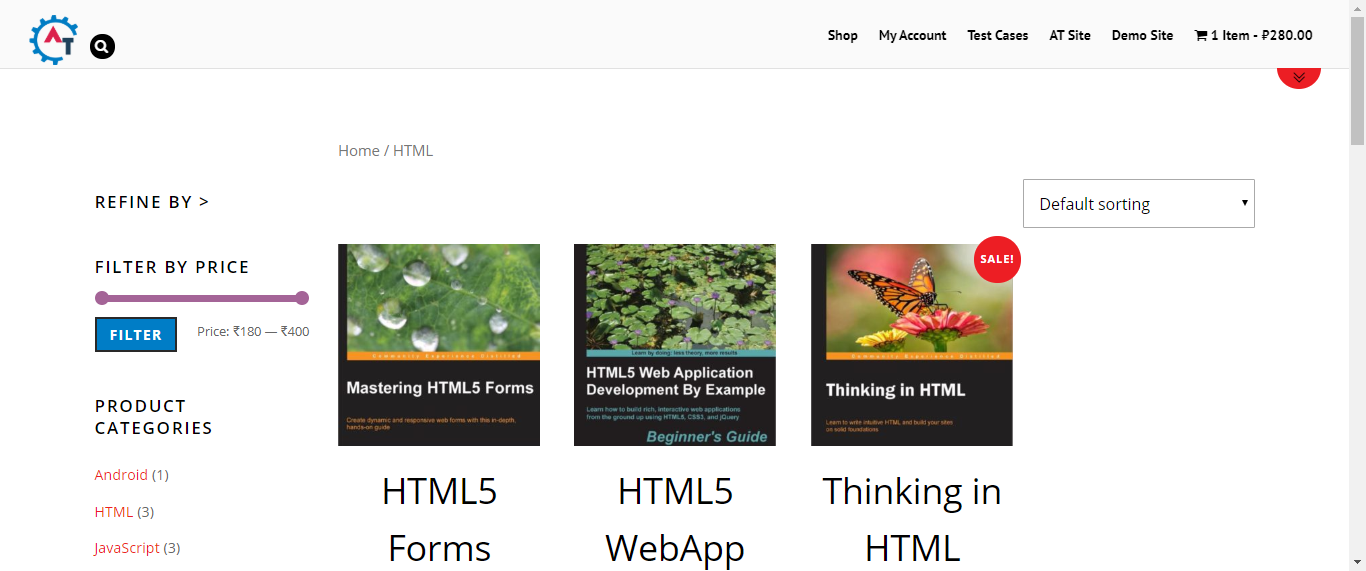 AT
Shop
My Account
Test Cases
AT Site
Demo Site
1 Item - ₽280.00
Home / HTML
REFINE BY >
Default sorting
FILTER BY PRICE
FILTER
Price: ₹180 — ₹400
PRODUCT
CATEGORIES
Android (1)
HTML (3)
JavaScript (3)
Community Experience Distilled
Mastering HTML5 Forms
Create dynamic and responsive web forms with this in-depth,
hands-on guide
HTML5
Forms
Learn by doing: less theory, more results
HTML5 Web Application
Development By Example
Learn how to build rich, interactive web applications
from the ground up using HTML5, CSS3, and jQuery
Beginner's Guide
HTML5
WebApp
SALE!
Community Experience Distilled
Thinking in HTML
Learn to write intuitive HTML and build your sites
on solid foundations
Thinking in
HTML